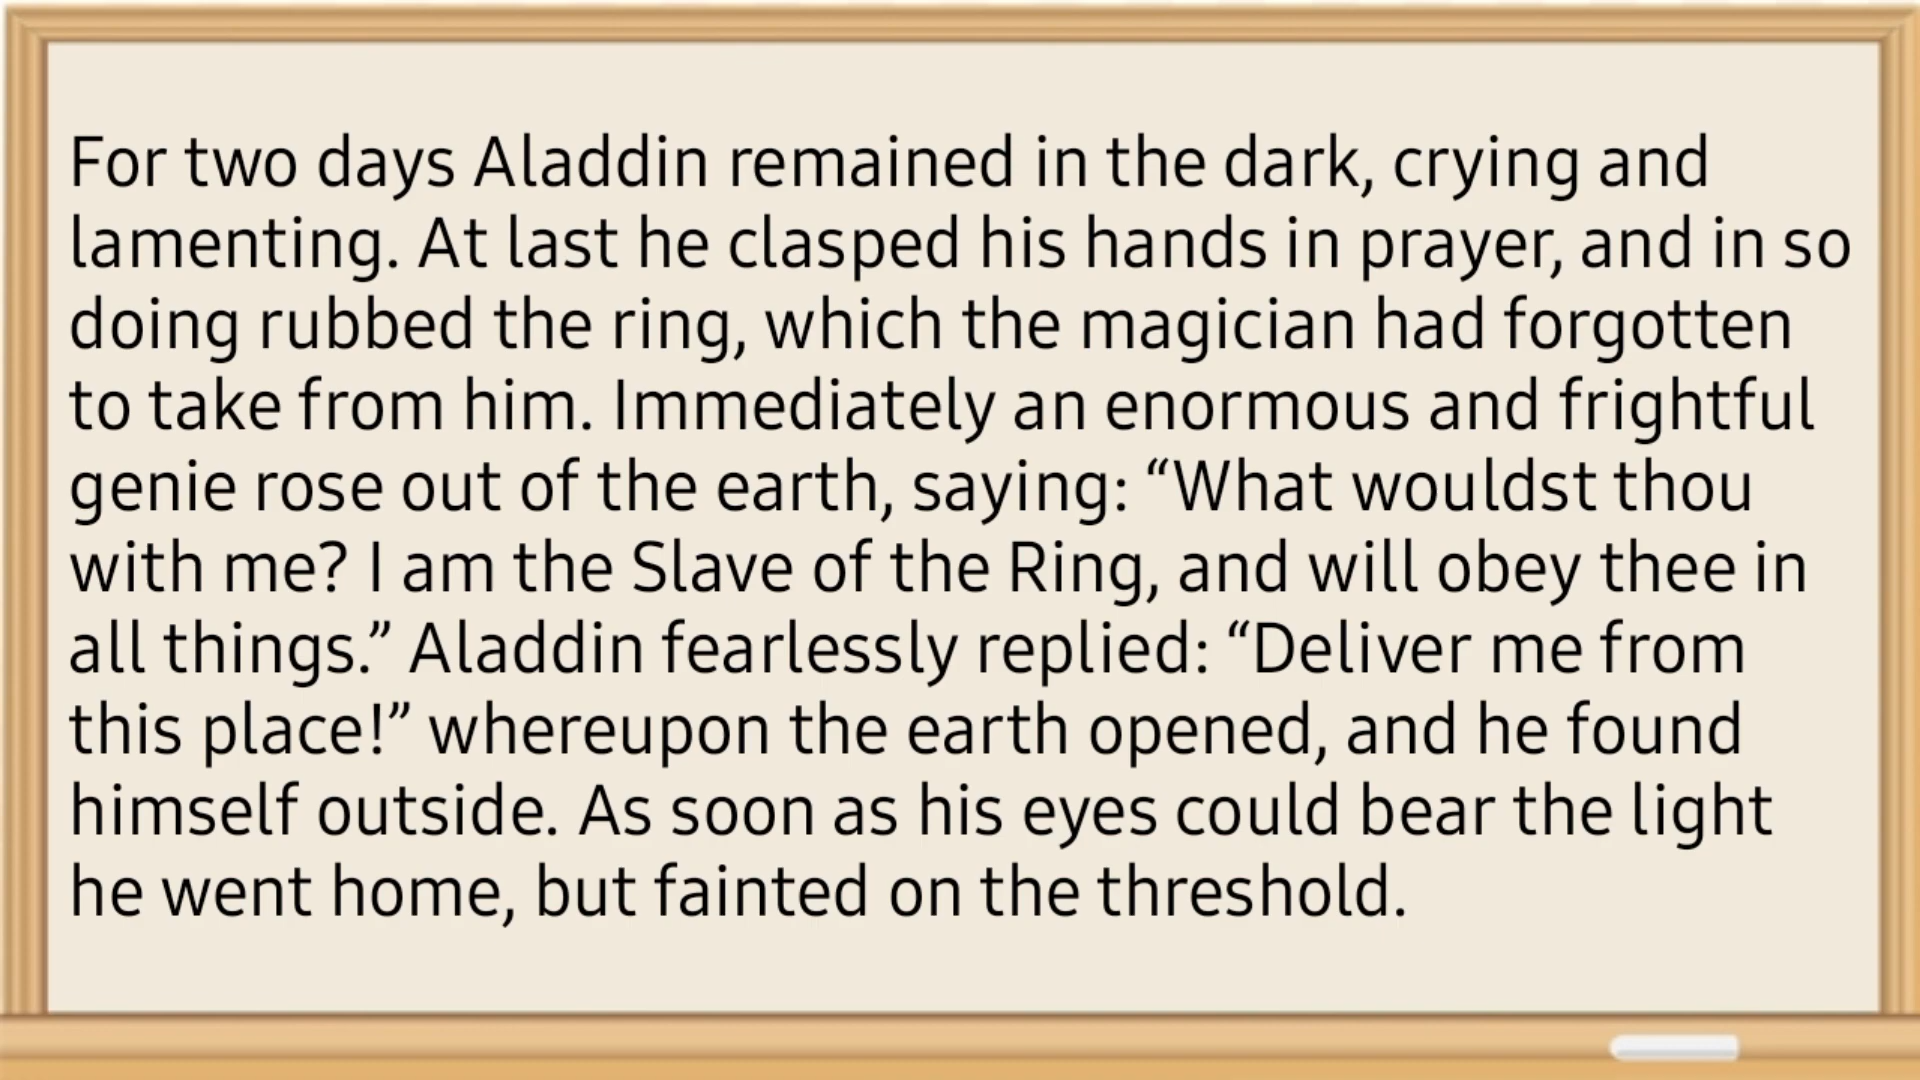 For two days Aladdin remained in the dark, crying and
lamenting. At last he clasped his hands in prayer, and in so
doing rubbed the ring, which the magician had forgotten
to take from him. Immediately an enormous and frightful
genie rose out of the earth, saying: “What wouldst thou
with me? I am the Slave of the Ring, and will obey thee in
all things.” Aladdin fearlessly replied: “Deliver me from
this place!” whereupon the earth opened, and he found
himself outside. As soon as his eyes could bear the light
he went home, but fainted on the threshold.